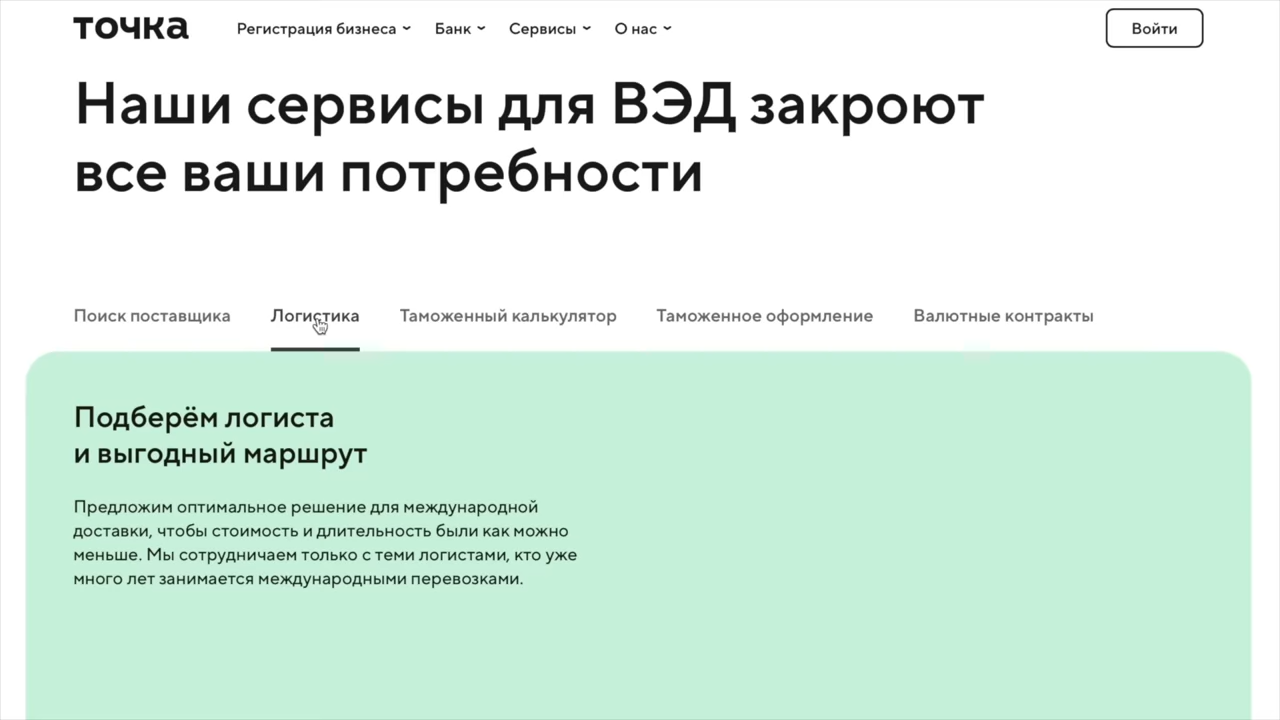 точка
Регистрация бизнеса
Банк
Сервисы
О нас
Войти
Наши сервисы для ВЭД закроют
все ваши потребности
Поиск поставщика
Логистика
Таможенный калькулятор
Таможенное оформление
Валютные контракты
Подберём логиста
и выгодный маршрут
Предложим оптимальное решение для международной
доставки, чтобы стоимость и длительность были как можно
меньше. Мы сотрудничаем только с теми логистами, кто уже
много лет занимается международными перевозками.